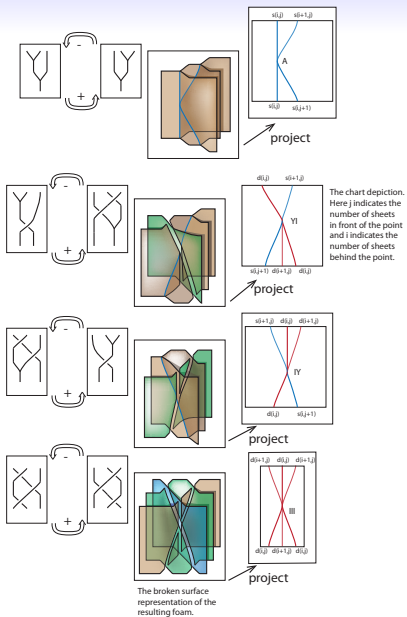 s(i,j) s(i+1,j)
-
A
+
s(i,j) s(i,j+1)
project
d(i,j) s(i+1,j)
-
YI
The chart depiction.
Here j indicates the
number of sheets
in front of the point
and i indicates the
number of sheets
behind the point.
+
s(i,j+1) d(i+1,j) d(i,j)
project
s(i+1,j) d(i,j) d(i+1,j)
-
IY
+
d(i,j) s(i,j+1)
project
d(i+1,j) d(i,j) d(i+1,j)
-
III
+
d(i,j) d(i+1,j) d(i,j)
project
The broken surface
representation of the
resulting foam.